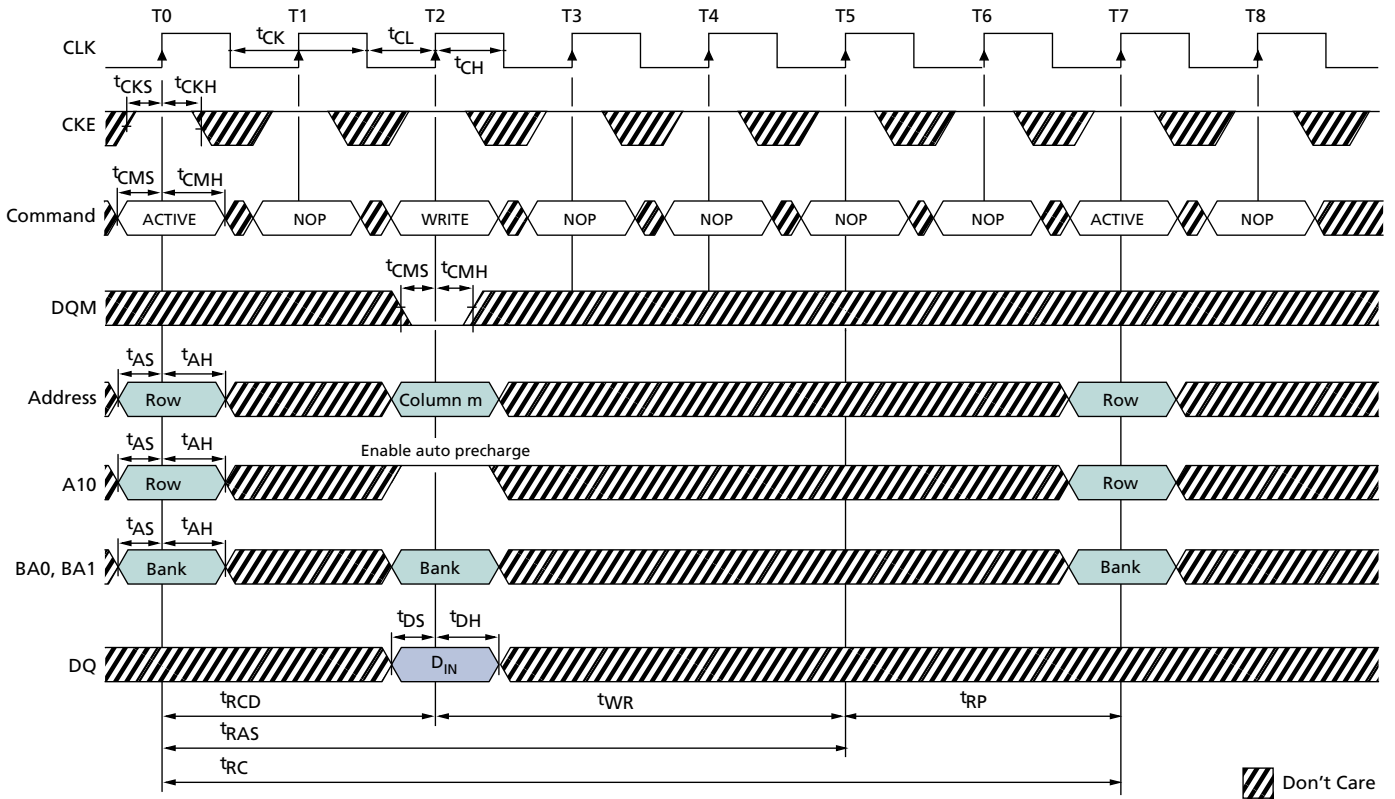 T0 T1 T2 T3 T4 T5 T6 T7 T8
CLK
tCK tCL
tCH
tCKS tCKH
CKE
tCMS tCMH
Command ACTIVE NOP WRITE NOP NOP NOP NOP ACTIVE NOP
tCMS tCMH
DQM
tAS tAH
Address Row Column m Row
tAS tAH Enable auto precharge
A10 Row Row
tAS tAH
BA0, BA1 Bank Bank Bank
tDS tDH
DQ DIN
tRCD tWR tRP
tRAS
tRC
Don't Care